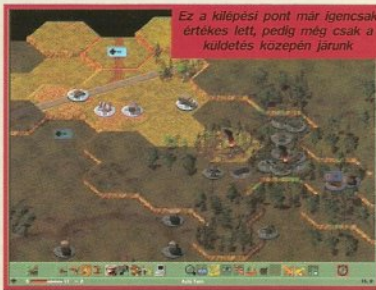 Ez a kilépési pont már igencsak
értékes lett, pedig még csak a
küldetés közepén járunk